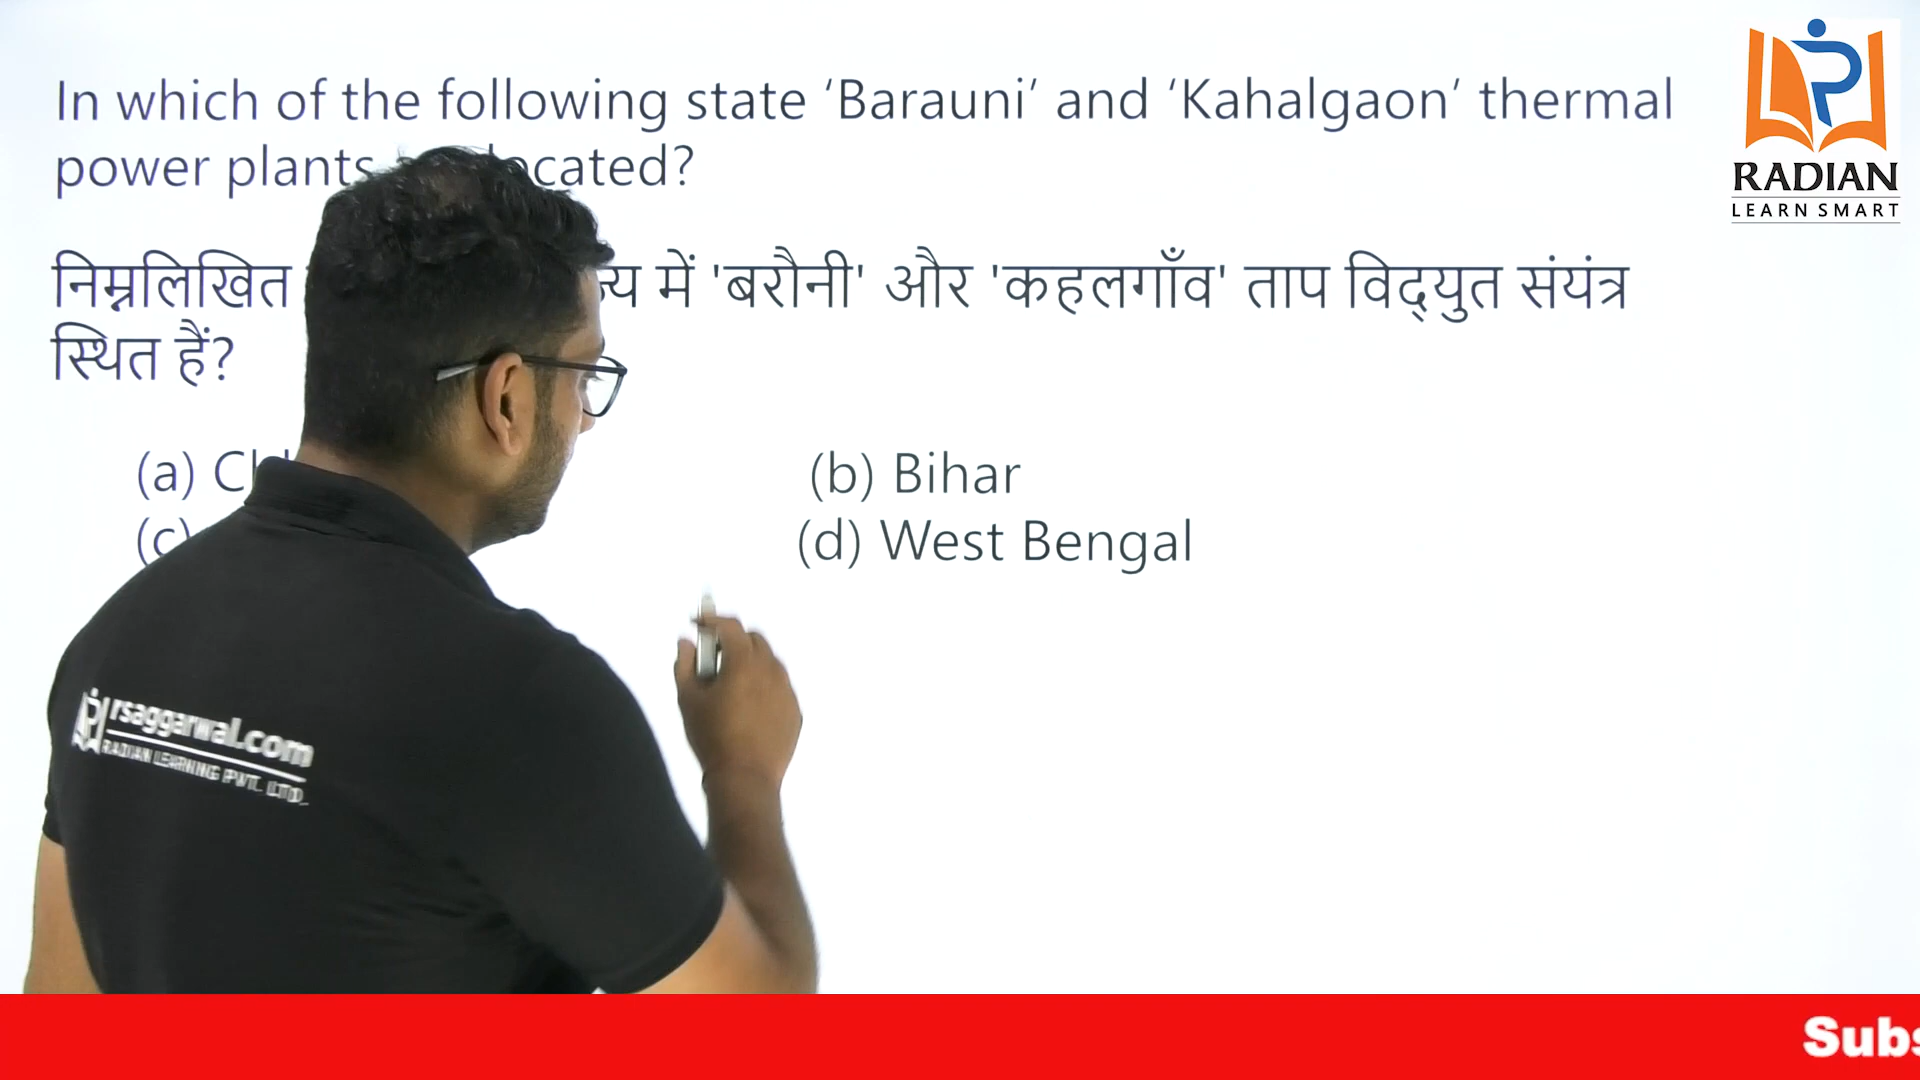 In which of the following state ‘Barauni’ and ‘Kahalgaon’ thermal
power plants located?
निम्नलिखित में 'बरौनी' और 'कहलगाँव' ताप विद्युत संयंत्र
स्थित हैं?
(a) (b) Bihar
(c) (d) West Bengal
RADIAN
LEARN SMART
rsaggarwal.com
RADIAN LEARNING PVT. LTD.